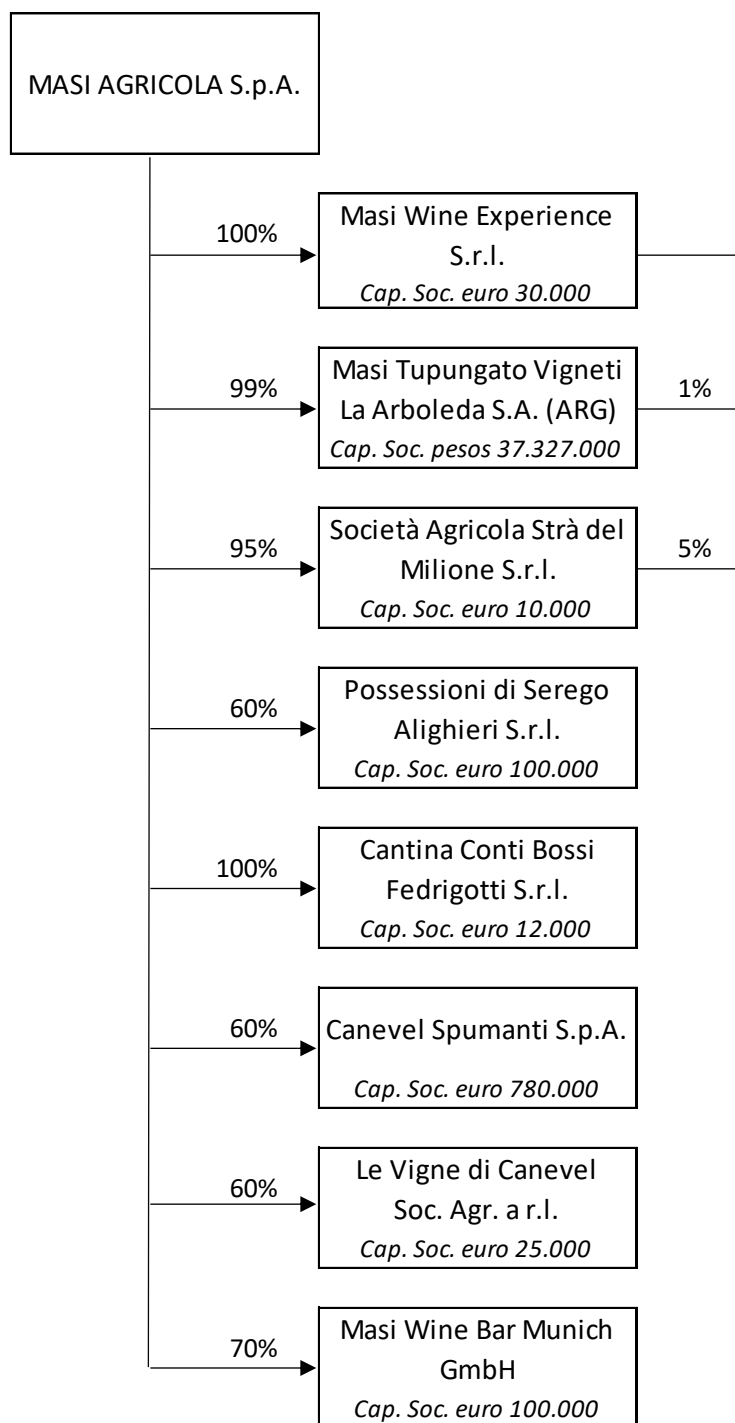 MASI AGRICOLA S.p.A.
100%
Masi Wine Experience
S.r.l.
Cap. Soc. euro 30.000
99%
Masi Tupungato Vigneti
La Arboleda S.A. (ARG)
Cap. Soc. pesos 37.327.000
1%
95%
Società Agricola Strà del
Milione S.r.l.
Cap. Soc. euro 10.000
5%
60%
Possessioni di Serego
Alighieri S.r.l.
Cap. Soc. euro 100.000
100%
Cantina Conti Bossi
Fedrigotti S.r.l.
Cap. Soc. euro 12.000
60%
Canevel Spumanti S.p.A.
Cap. Soc. euro 780.000
60%
Le Vigne di Canevel
Soc. Agr. a r.l.
Cap. Soc. euro 25.000
70%
Masi Wine Bar Munich
GmbH
Cap. Soc. euro 100.000